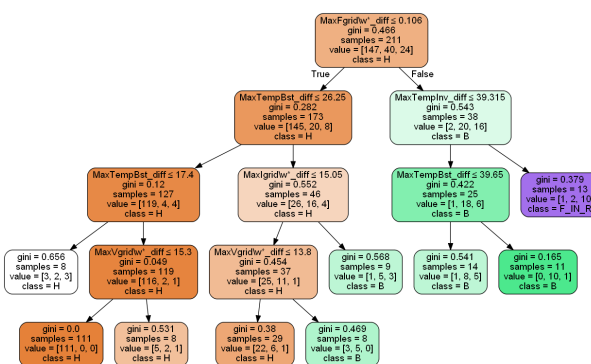 MaxFgrid\w'_diff ≤ 0.106
gini = 0.466
samples = 211
value = [147, 40, 24]
class = H
True
False
MaxTempBst_diff ≤ 26.25
gini = 0.282
samples = 173
value = [145, 20, 8]
class = H
MaxTempInv_diff ≤ 39.315
gini = 0.543
samples = 38
value = [2, 20, 16]
class = B
MaxTempBst_diff ≤ 17.4
gini = 0.12
samples = 127
value = [119, 4, 4]
class = H
MaxIgrid\w'_diff ≤ 15.05
gini = 0.552
samples = 46
value = [26, 16, 4]
class = H
MaxTempBst_diff ≤ 39.65
gini = 0.422
samples = 25
value = [1, 18, 6]
class = B
gini = 0.379
samples = 13
value = [1, 2, 10
class = F_IN_R
gini = 0.656
samples = 8
value = [3, 2, 3]
class = H
MaxVgrid\w'_diff ≤ 15.3
gini = 0.049
samples = 119
value = [116, 2, 1]
class = H
MaxVgrid\w'_diff ≤ 13.8
gini = 0.454
samples = 37
value = [25, 11, 1]
class = H
gini = 0.568
samples = 9
value = [1, 5, 3]
class = B
gini = 0.541
samples = 14
value = [1, 8, 5]
class = B
gini = 0.165
samples = 11
value = [0, 10, 1]
class = B
gini = 0.0
samples = 111
value = [111, 0, 0]
class = H
gini = 0.531
samples = 8
value = [5, 2, 1]
class = H
gini = 0.38
samples = 29
value = [22, 6, 1]
class = H
gini = 0.469
samples = 8
value = [3, 5, 0]
class = B